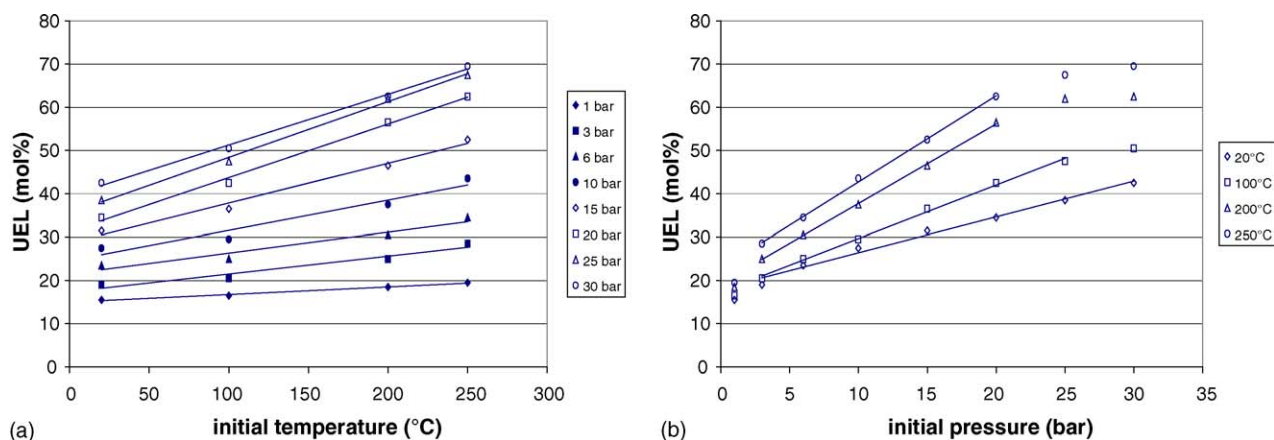 80
70
60
50
40
30
20
10
0
UEL (mol%)
0 50 100 150 200 250 300
initial temperature (°C)
(a)
1 bar
3 bar
6 bar
10 bar
15 bar
20 bar
25 bar
30 bar
80
70
60
50
40
30
20
10
0
UEL (mol%)
0 5 10 15 20 25 30 35
initial pressure (bar)
(b)
20°C
100°C
200°C
250°C